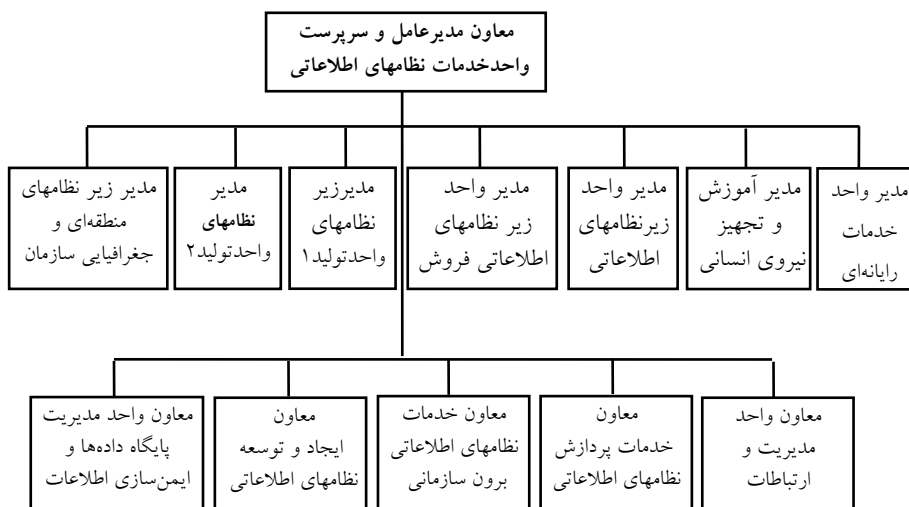 معاون مدیرعامل و سرپرست
واحدخدمات نظامهای اطلاعاتی
مدیر واحد
خدمات
رایانه‌ای
مدیر آموزش
و تجهیز
نیروی انسانی
مدیر واحد
زیرنظامهای
اطلاعاتی
مدیر واحد
زیر نظامهای
اطلاعاتی فروش
مدیرزیر
نظامهای
واحدتولید۱
مدیر
نظامهای
واحدتولید۲
مدیر زیر نظامهای
منطقه‌ای و
جغرافیایی سازمان
معاون واحد
مدیریت و
ارتباطات
معاون
خدمات پردازش
نظامهای اطلاعاتی
معاون خدمات
نظامهای اطلاعاتی
برون سازمانی
معاون
ایجاد و توسعه
نظامهای اطلاعاتی
معاون واحد مدیریت
پایگاه داده‌ها و
ایمن‌سازی اطلاعات